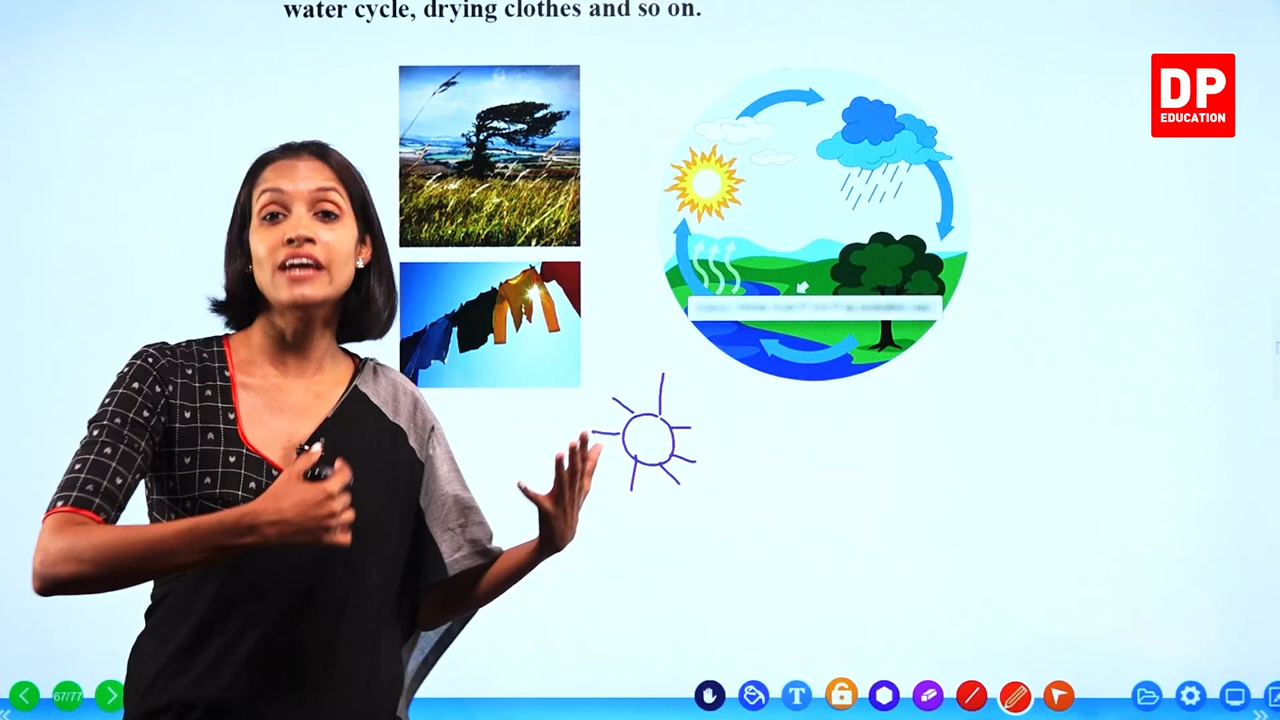 water cycle, drying clothes and so on.
DP
EDUCATION
67/77
T